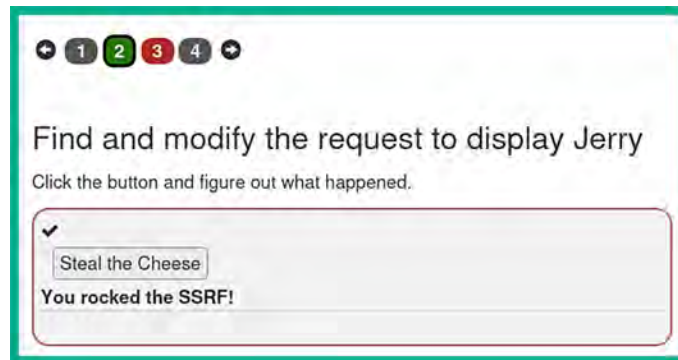 1 2 3 4
Find and modify the request to display Jerry
Click the button and figure out what happened.
Steal the Cheese
You rocked the SSRF!